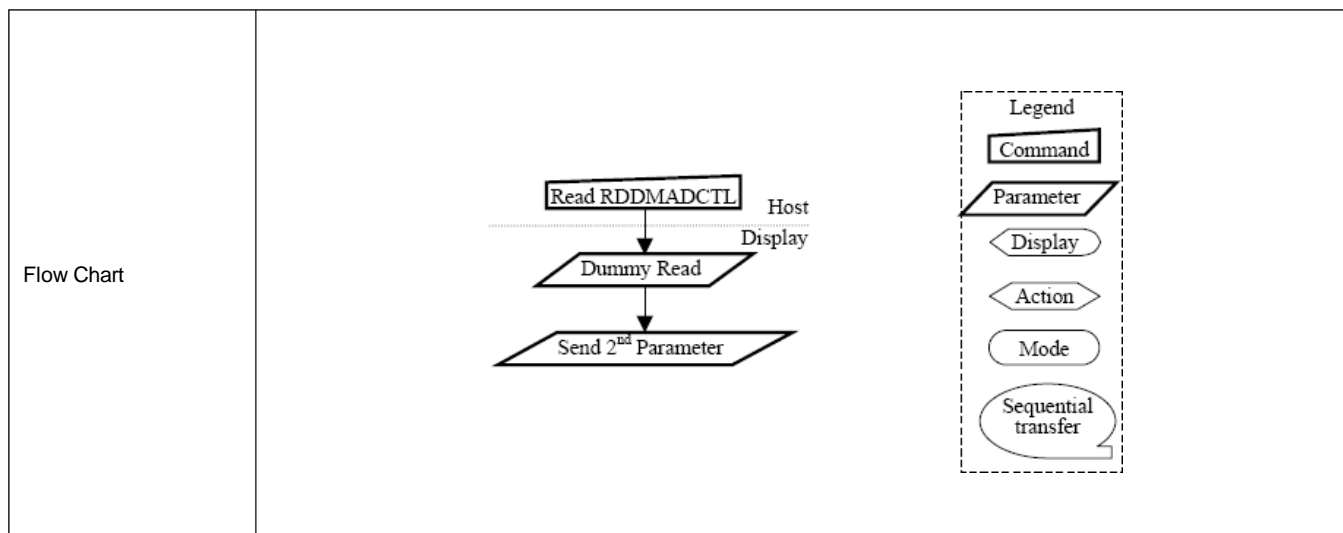 Flow Chart
Read RDDMADCTL
Host
Display
Dummy Read
Send 2nd Parameter
Legend
Command
Parameter
Display
Action
Mode
Sequential
transfer